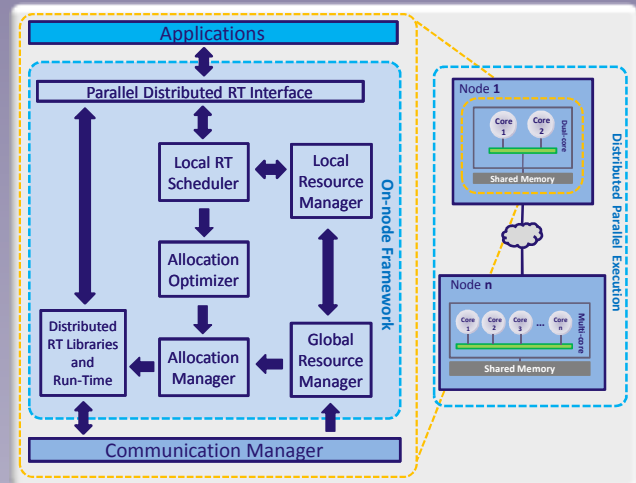 Applications
Parallel Distributed RT Interface
Local RT
Scheduler
Local
Resource
Manager
Allocation
Optimizer
Distributed
RT Libraries
and
Run-Time
Allocation
Manager
Global
Resource
Manager
On-node Framework
Communication Manager
Node 1
Core
1
Core
2
Dual-core
Shared Memory
Node n
Core
1
Core
2
Core
3
...
Core
n
Multi-core
Shared Memory
Distributed Parallel Execution